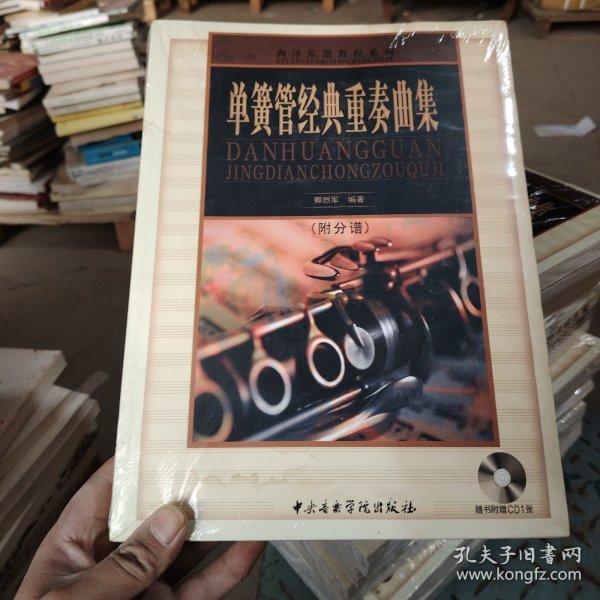 西洋乐器教程系列
XIYANGYUEQIJIAOCHENGXILIE
单簧管经典重奏曲集
DANHUANGGUAN
JINGDIANCHONGZOUQUJI
卿烈军 编著
(附分谱)
中央音乐学院出版社
随书附赠CD1张
孔夫子旧书网
www.kongfz.com